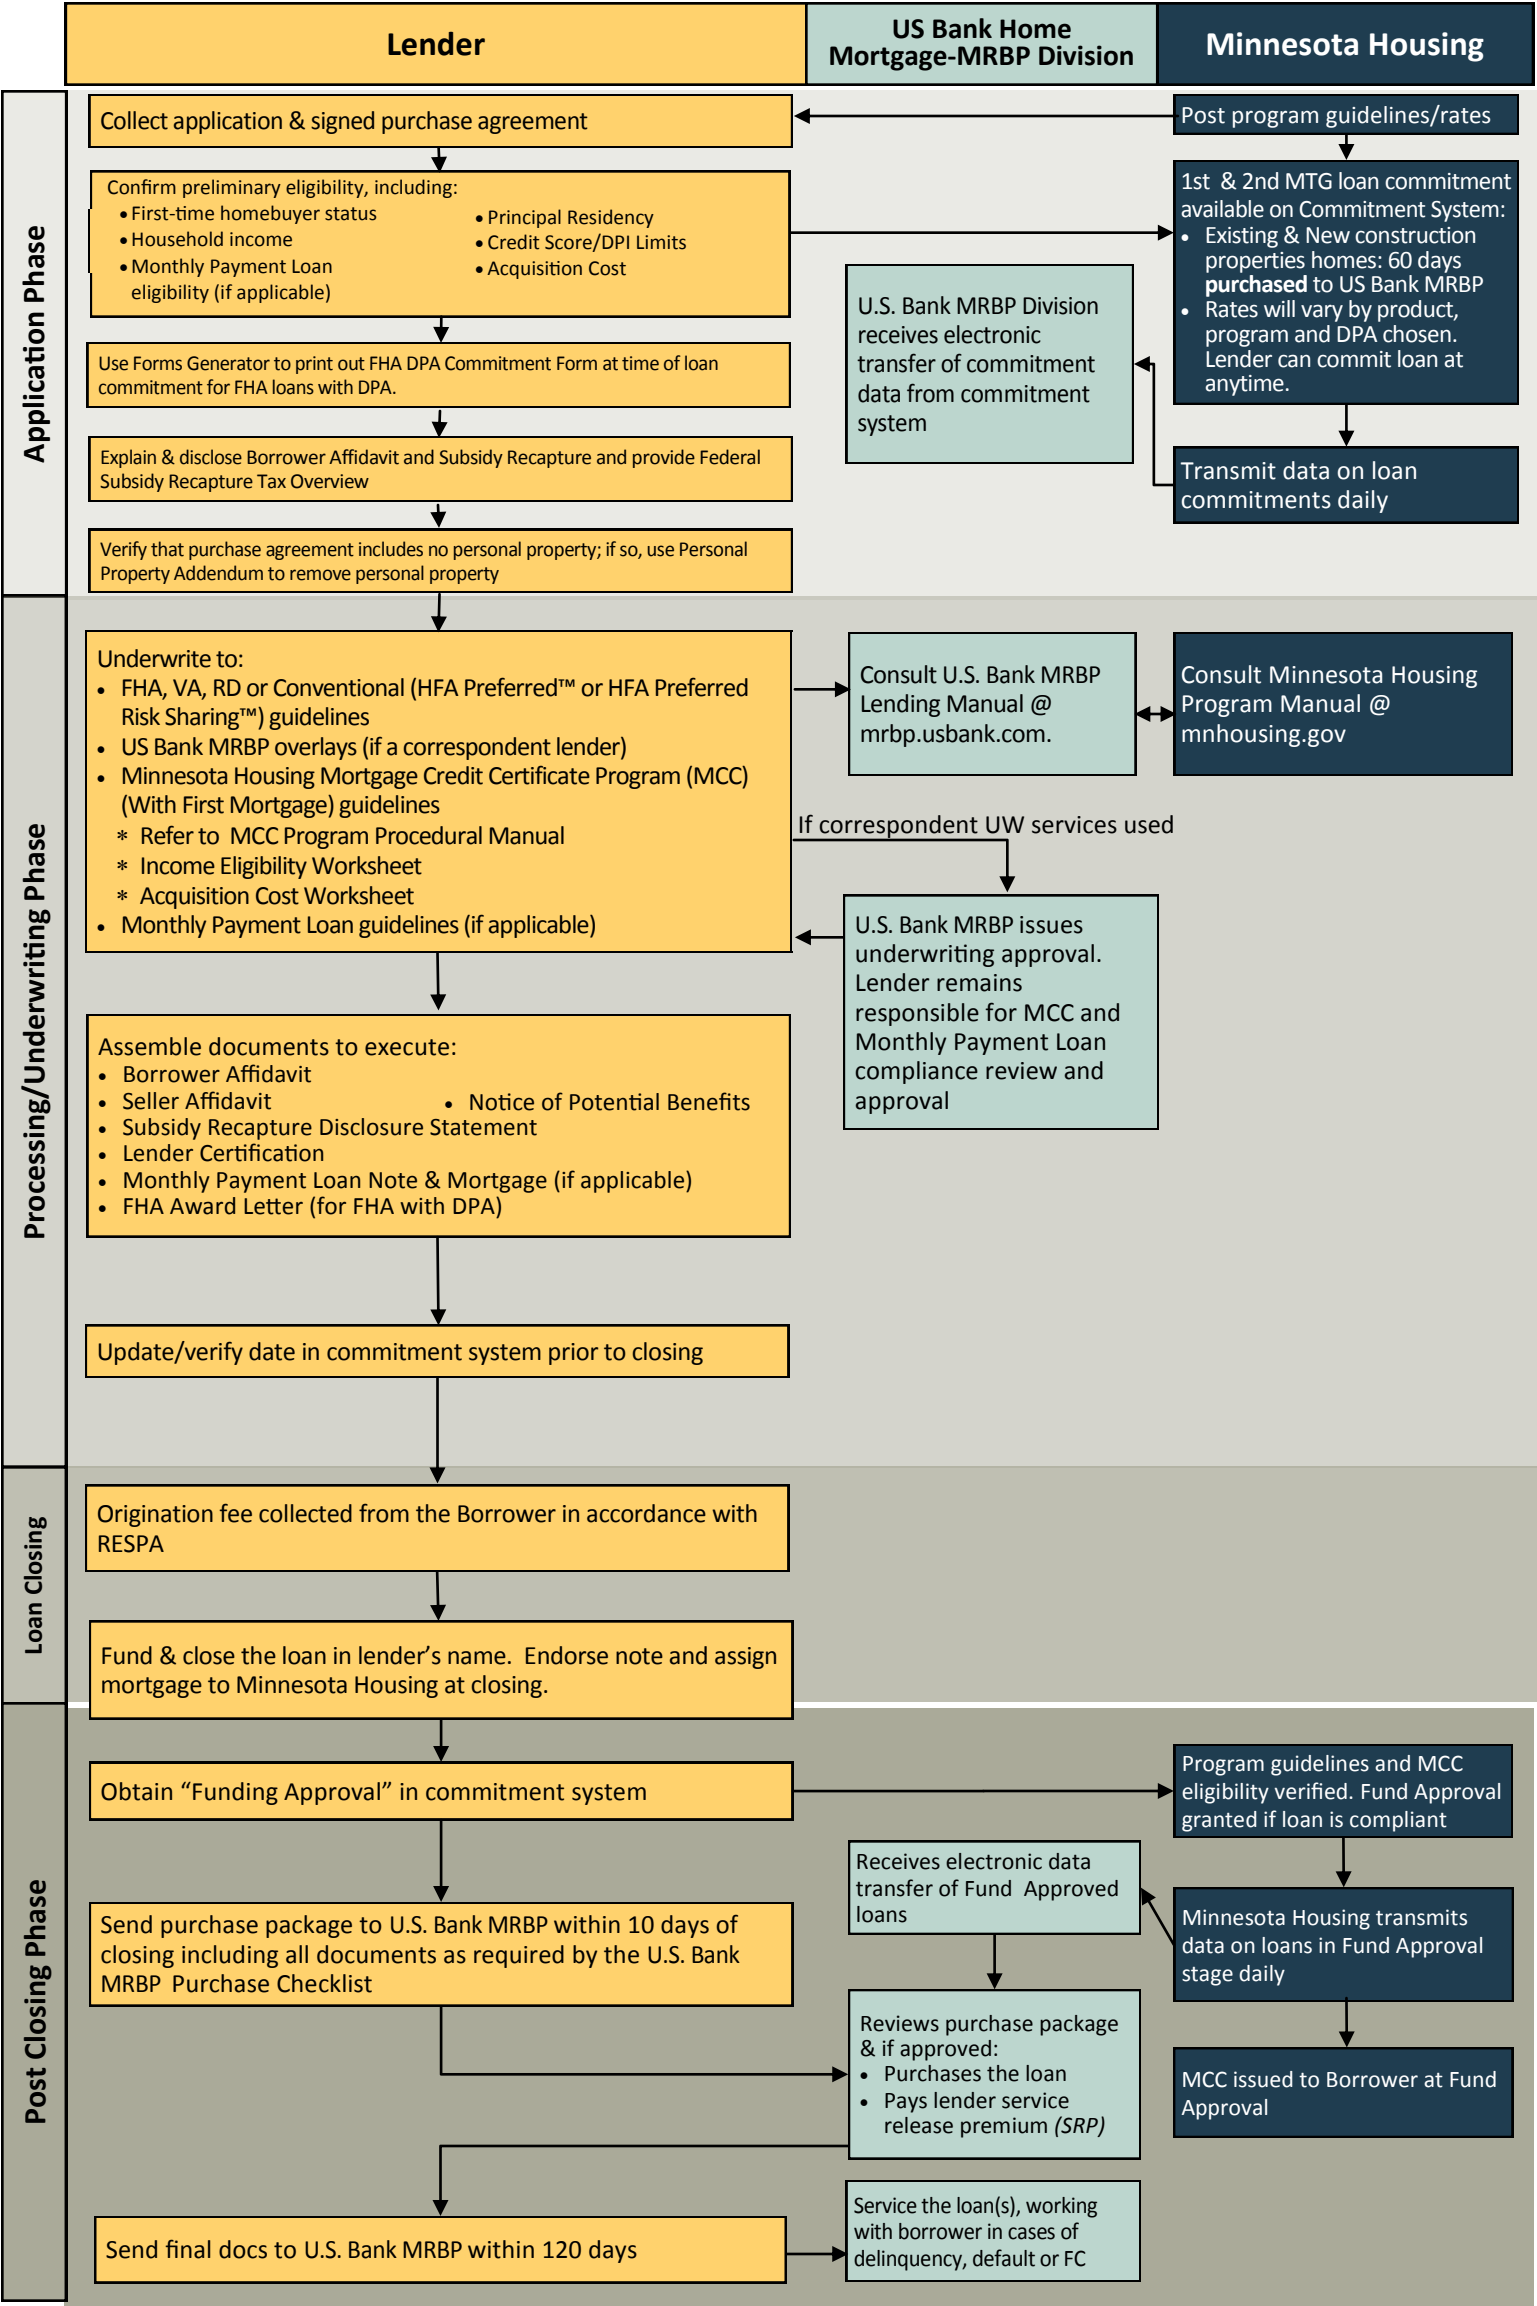 Lender
US Bank Home
Mortgage-MRBP Division
Minnesota Housing
Application Phase
Collect application & signed purchase agreement
Post program guidelines/rates
Confirm preliminary eligibility, including:
• First-time homebuyer status
• Household income
• Monthly Payment Loan
eligibility (if applicable)
• Principal Residency
• Credit Score/DPI Limits
• Acquisition Cost
1st & 2nd MTG loan commitment
available on Commitment System:
• Existing & New construction
properties homes: 60 days
purchased to US Bank MRBP
• Rates will vary by product,
program and DPA chosen.
Lender can commit loan at
anytime.
U.S. Bank MRBP Division
receives electronic
transfer of commitment
data from commitment
system
Use Forms Generator to print out FHA DPA Commitment Form at time of loan
commitment for FHA loans with DPA.
Explain & disclose Borrower Affidavit and Subsidy Recapture and provide Federal
Subsidy Recapture Tax Overview
Transmit data on loan
commitments daily
Verify that purchase agreement includes no personal property; if so, use Personal
Property Addendum to remove personal property
Processing/Underwriting Phase
Underwrite to:
• FHA, VA, RD or Conventional (HFA Preferred™ or HFA Preferred
Risk Sharing™) guidelines
• US Bank MRBP overlays (if a correspondent lender)
• Minnesota Housing Mortgage Credit Certificate Program (MCC)
(With First Mortgage) guidelines
* Refer to MCC Program Procedural Manual
* Income Eligibility Worksheet
* Acquisition Cost Worksheet
• Monthly Payment Loan guidelines (if applicable)
Consult U.S. Bank MRBP
Lending Manual @
mrbp.usbank.com.
Consult Minnesota Housing
Program Manual @
mnhousing.gov
If correspondent UW services used
U.S. Bank MRBP issues
underwriting approval.
Lender remains
responsible for MCC and
Monthly Payment Loan
compliance review and
approval
Assemble documents to execute:
• Borrower Affidavit
• Seller Affidavit
• Notice of Potential Benefits
• Subsidy Recapture Disclosure Statement
• Lender Certification
• Monthly Payment Loan Note & Mortgage (if applicable)
• FHA Award Letter (for FHA with DPA)
Update/verify date in commitment system prior to closing
Loan Closing
Origination fee collected from the Borrower in accordance with
RESPA
Fund & close the loan in lender’s name. Endorse note and assign
mortgage to Minnesota Housing at closing.
Post Closing Phase
Obtain “Funding Approval” in commitment system
Program guidelines and MCC
eligibility verified. Fund Approval
granted if loan is compliant
Receives electronic data
transfer of Fund Approved
loans
Send purchase package to U.S. Bank MRBP within 10 days of
closing including all documents as required by the U.S. Bank
MRBP Purchase Checklist
Minnesota Housing transmits
data on loans in Fund Approval
stage daily
Reviews purchase package
& if approved:
• Purchases the loan
• Pays lender service
release premium (SRP)
MCC issued to Borrower at Fund
Approval
Send final docs to U.S. Bank MRBP within 120 days
Service the loan(s), working
with borrower in cases of
delinquency, default or FC